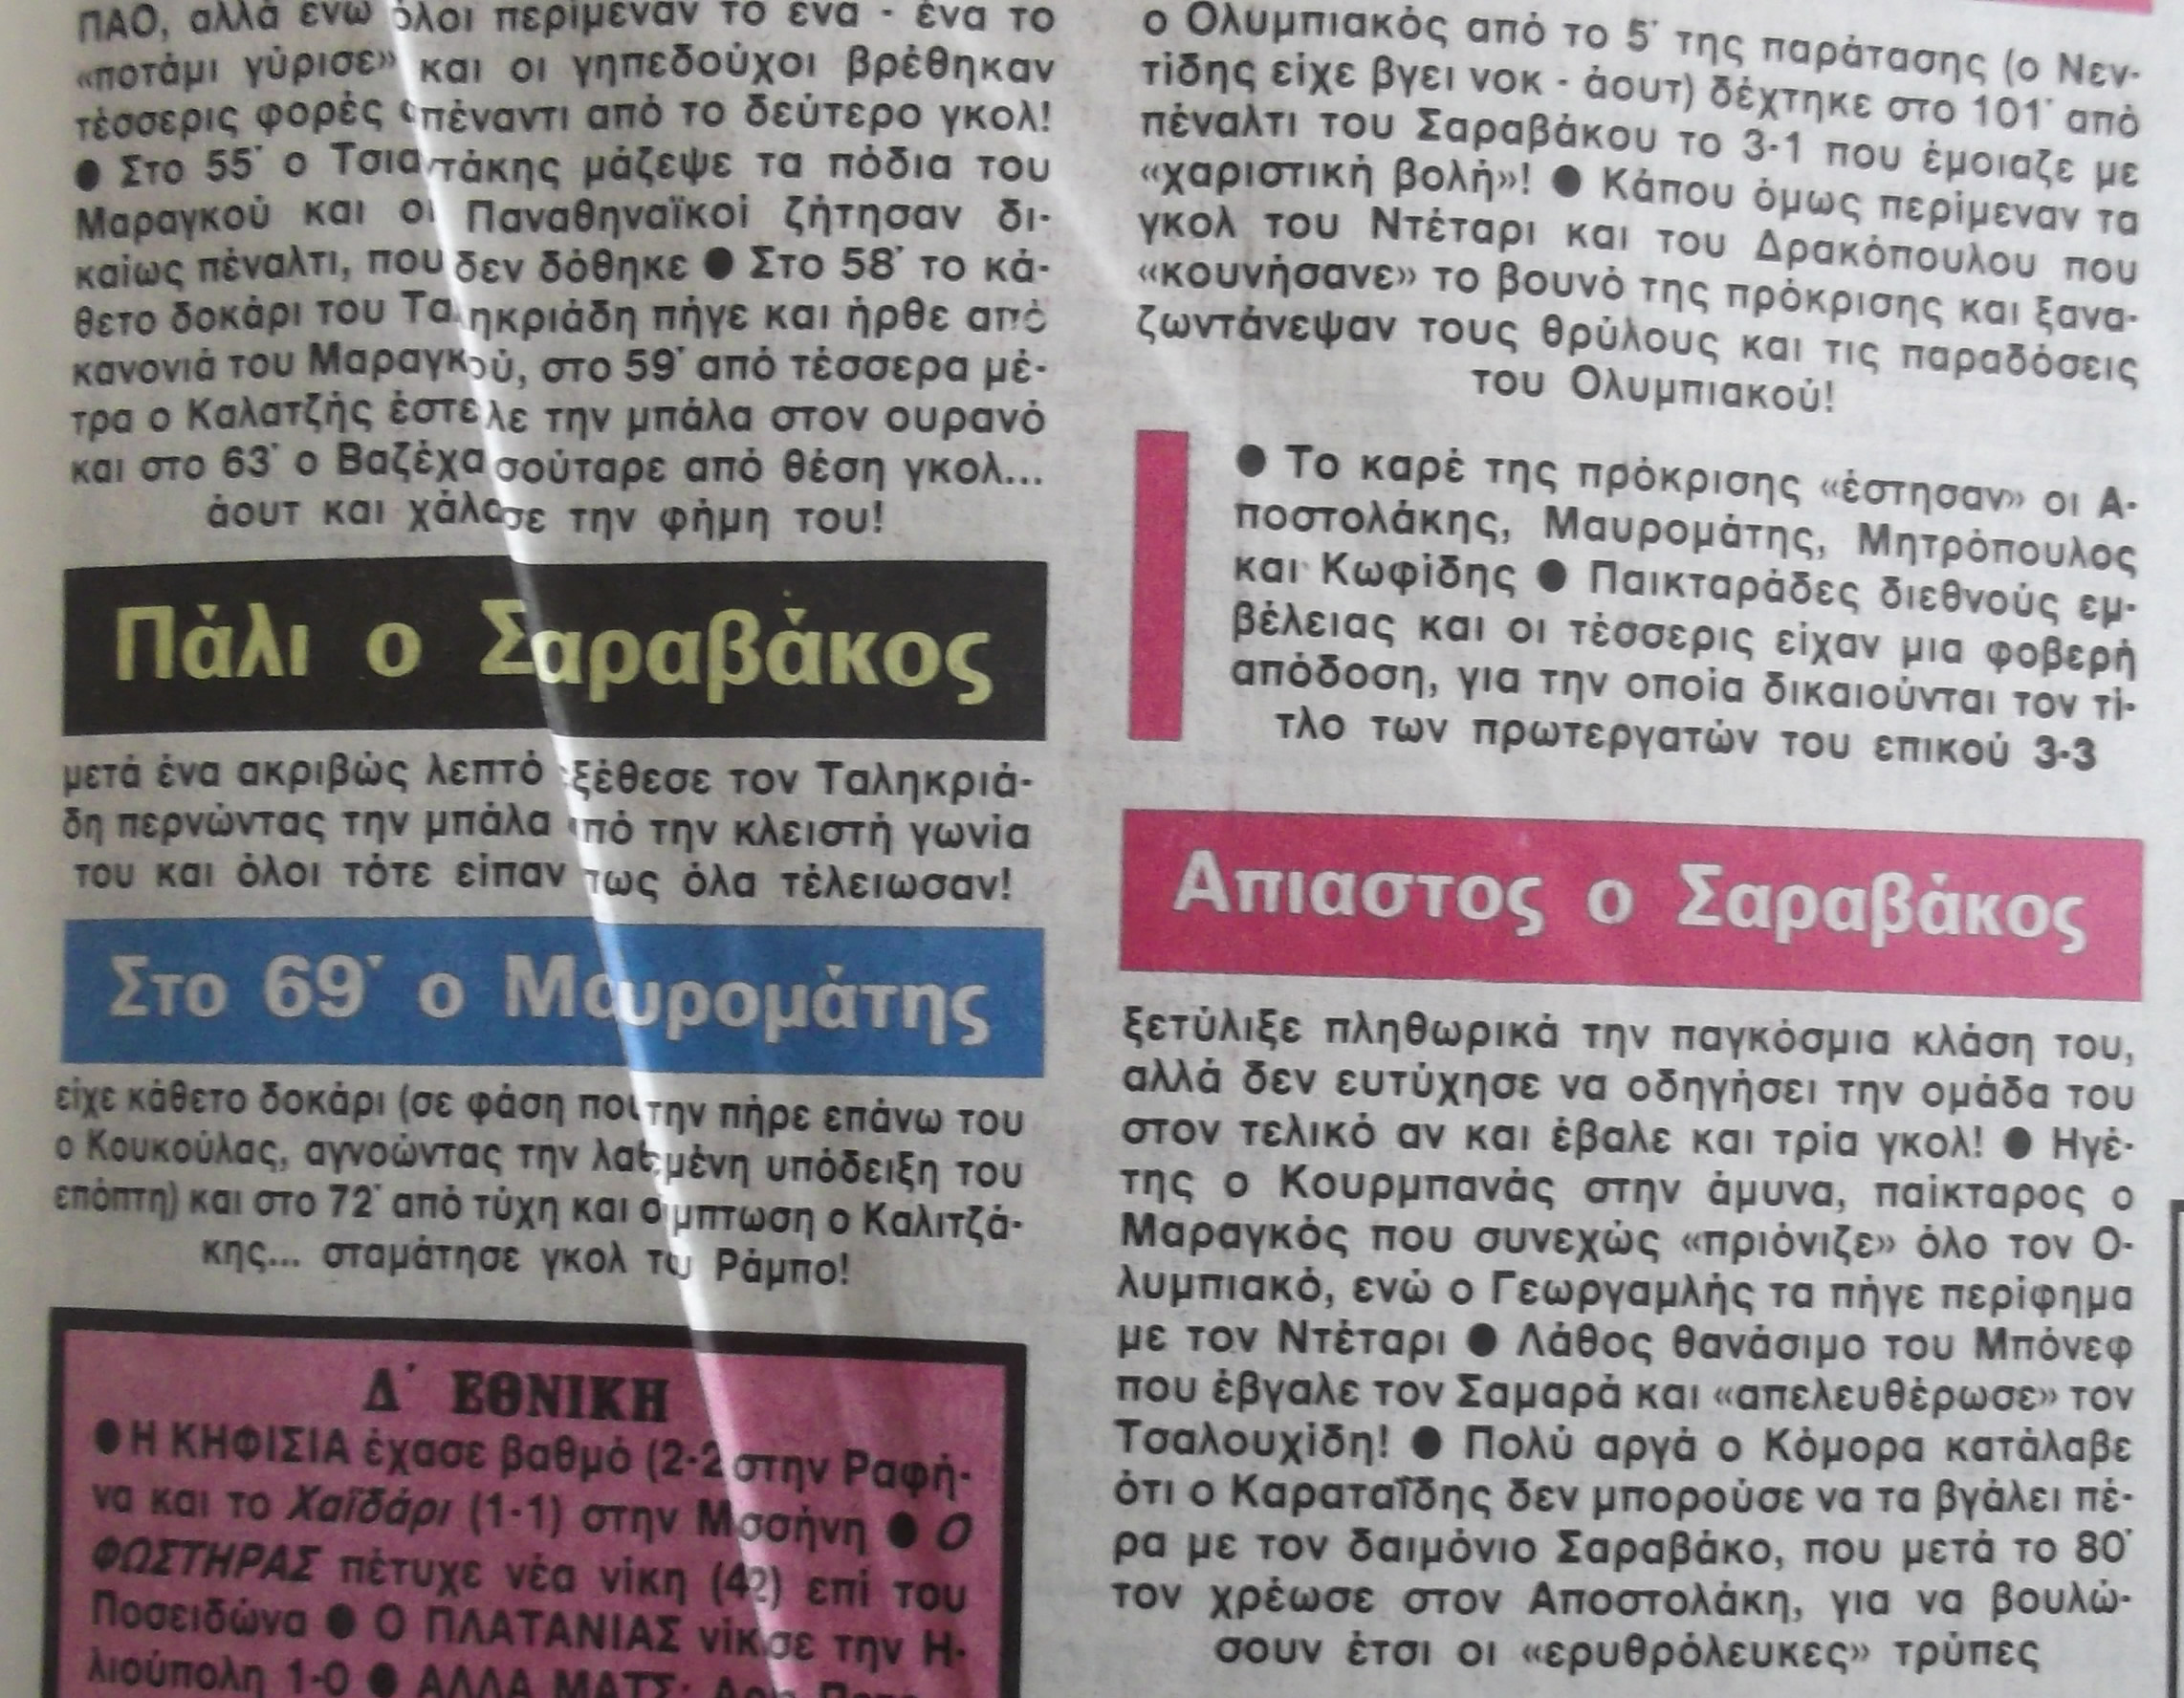 ΠΑΟ, αλλά ενώ όλοι περίμεναν το ένα - ένα το
«ποτάμι γύρισε» και οι γηπεδούχοι βρέθηκαν
τέσσερις φορές απέναντι από το δεύτερο γκολ!
● Στο 55' ο Τσιαντάκης μάζεψε τα πόδια του
Μαραγκού και οι Παναθηναϊκοί ζήτησαν δι-
καίως πέναλτι, που δεν δόθηκε ● Στο 58' το κά-
θετο δοκάρι του Ταληκριάδη πήγε και ήρθε από
κανονιά του Μαραγκού, στο 59' από τέσσερα μέ-
τρα ο Καλατζής έστειλε την μπάλα στον ουρανό
και στο 63' ο Βαζέχα σούταρε από θέση γκολ...
άουτ και χάλασε την φήμη του!
Πάλι ο Σαραβάκος
μετά ένα ακριβώς λεπτό εξέθεσε τον Ταληκριά-
δη περνώντας την μπάλα από την κλειστή γωνία
του και όλοι τότε είπαν πως όλα τέλειωσαν!
Στο 69' ο Μαυρομάτης
είχε κάθετο δοκάρι (σε φάση που την πήρε επάνω του
ο Κουκούλας, αγνοώντας την λαθεμένη υπόδειξη του
επόπτη) και στο 72' από τύχη και σύμπτωση ο Καλιτζά-
κης... σταμάτησε γκολ του Ράμπο!
Δ' ΕΘΝΙΚΗ
● Η ΚΗΦΙΣΙΑ έχασε βαθμό (2-2 στην Ραφή-
να και το Χαϊδάρι (1-1) στην Μεσσήνη ● Ο
ΦΩΣΤΗΡΑΣ πέτυχε νέα νίκη (4-2) επί του
Ποσειδώνα ● Ο ΠΛΑΤΑΝΙΑΣ νίκησε την Η-
λιούπολη 1-0 ● ΑΛΛΑ ΜΑΤΣ:
ο Ολυμπιακός από το 5' της παράτασης (ο Νεν-
τίδης είχε βγει νοκ - άουτ) δέχτηκε στο 101' από
πέναλτι του Σαραβάκου το 3-1 που έμοιαζε με
«χαριστική βολή»! ● Κάπου όμως περίμεναν τα
γκολ του Ντέταρι και του Δρακόπουλου που
«κουνήσανε» το βουνό της πρόκρισης και ξανα-
ζωντάνεψαν τους θρύλους και τις παραδόσεις
του Ολυμπιακού!
● Το καρέ της πρόκρισης «έστησαν» οι Α-
ποστολάκης, Μαυρομάτης, Μητρόπουλος
και Κωφίδης ● Παικταράδες διεθνούς εμ-
βέλειας και οι τέσσερις είχαν μια φοβερή
απόδοση, για την οποία δικαιούνται τον τί-
τλο των πρωτεργατών του επικού 3-3
Απιαστος ο Σαραβάκος
ξετύλιξε πληθωρικά την παγκόσμια κλάση του,
αλλά δεν ευτύχησε να οδηγήσει την ομάδα του
στον τελικό αν και έβαλε και τρία γκολ! ● Ηγέ-
της ο Κουρμπανάς στην άμυνα, παίκταρος ο
Μαραγκός που συνεχώς «πριόνιζε» όλο τον Ο-
λυμπιακό, ενώ ο Γεωργαμλής τα πήγε περίφημα
με τον Ντέταρι ● Λάθος θανάσιμο του Μπόνεφ
που έβγαλε τον Σαμαρά και «απελευθέρωσε» τον
Τσαλουχίδη! ● Πολύ αργά ο Κόμορα κατάλαβε
ότι ο Καραταΐδης δεν μπορούσε να τα βγάλει πέ-
ρα με τον δαιμόνιο Σαραβάκο, που μετά το 80'
τον χρέωσε στον Αποστολάκη, για να βουλώ-
σουν έτσι οι «ερυθρόλευκες» τρύπες